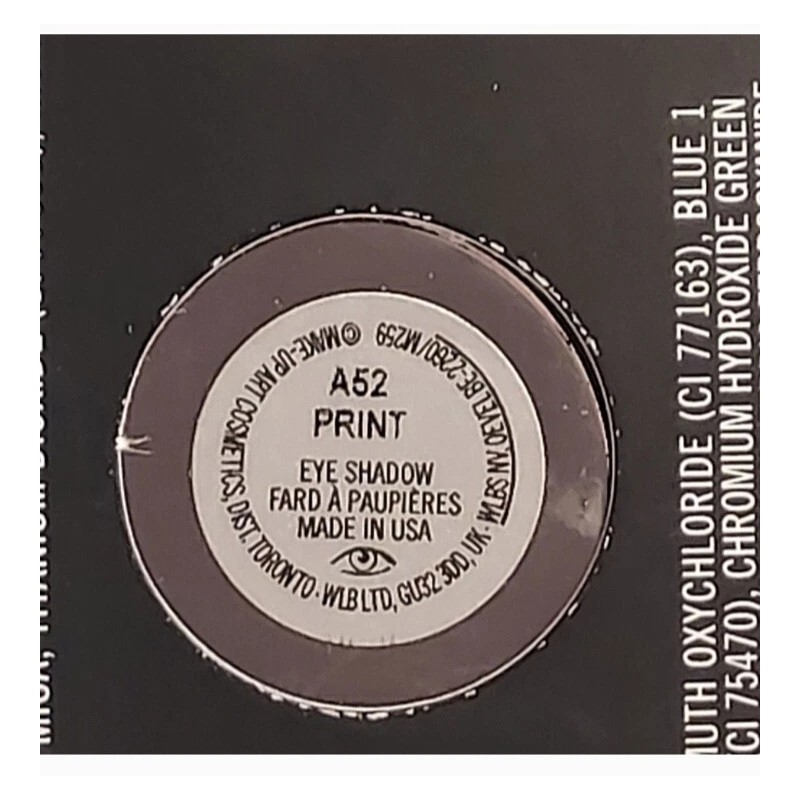 A52
PRINT
EYE SHADOW
FARD À PAUPIÈRES
MADE IN USA
© MAKE-UP ART COSMETICS, DIST. TORONTO · WLB LTD, GU32 3DD, UK · WLBS NV, OEVEL BE-2260/M259
OXYCHLORIDE (CI 77163), BLUE 1
CI 75470), CHROMIUM HYDROXIDE GREEN